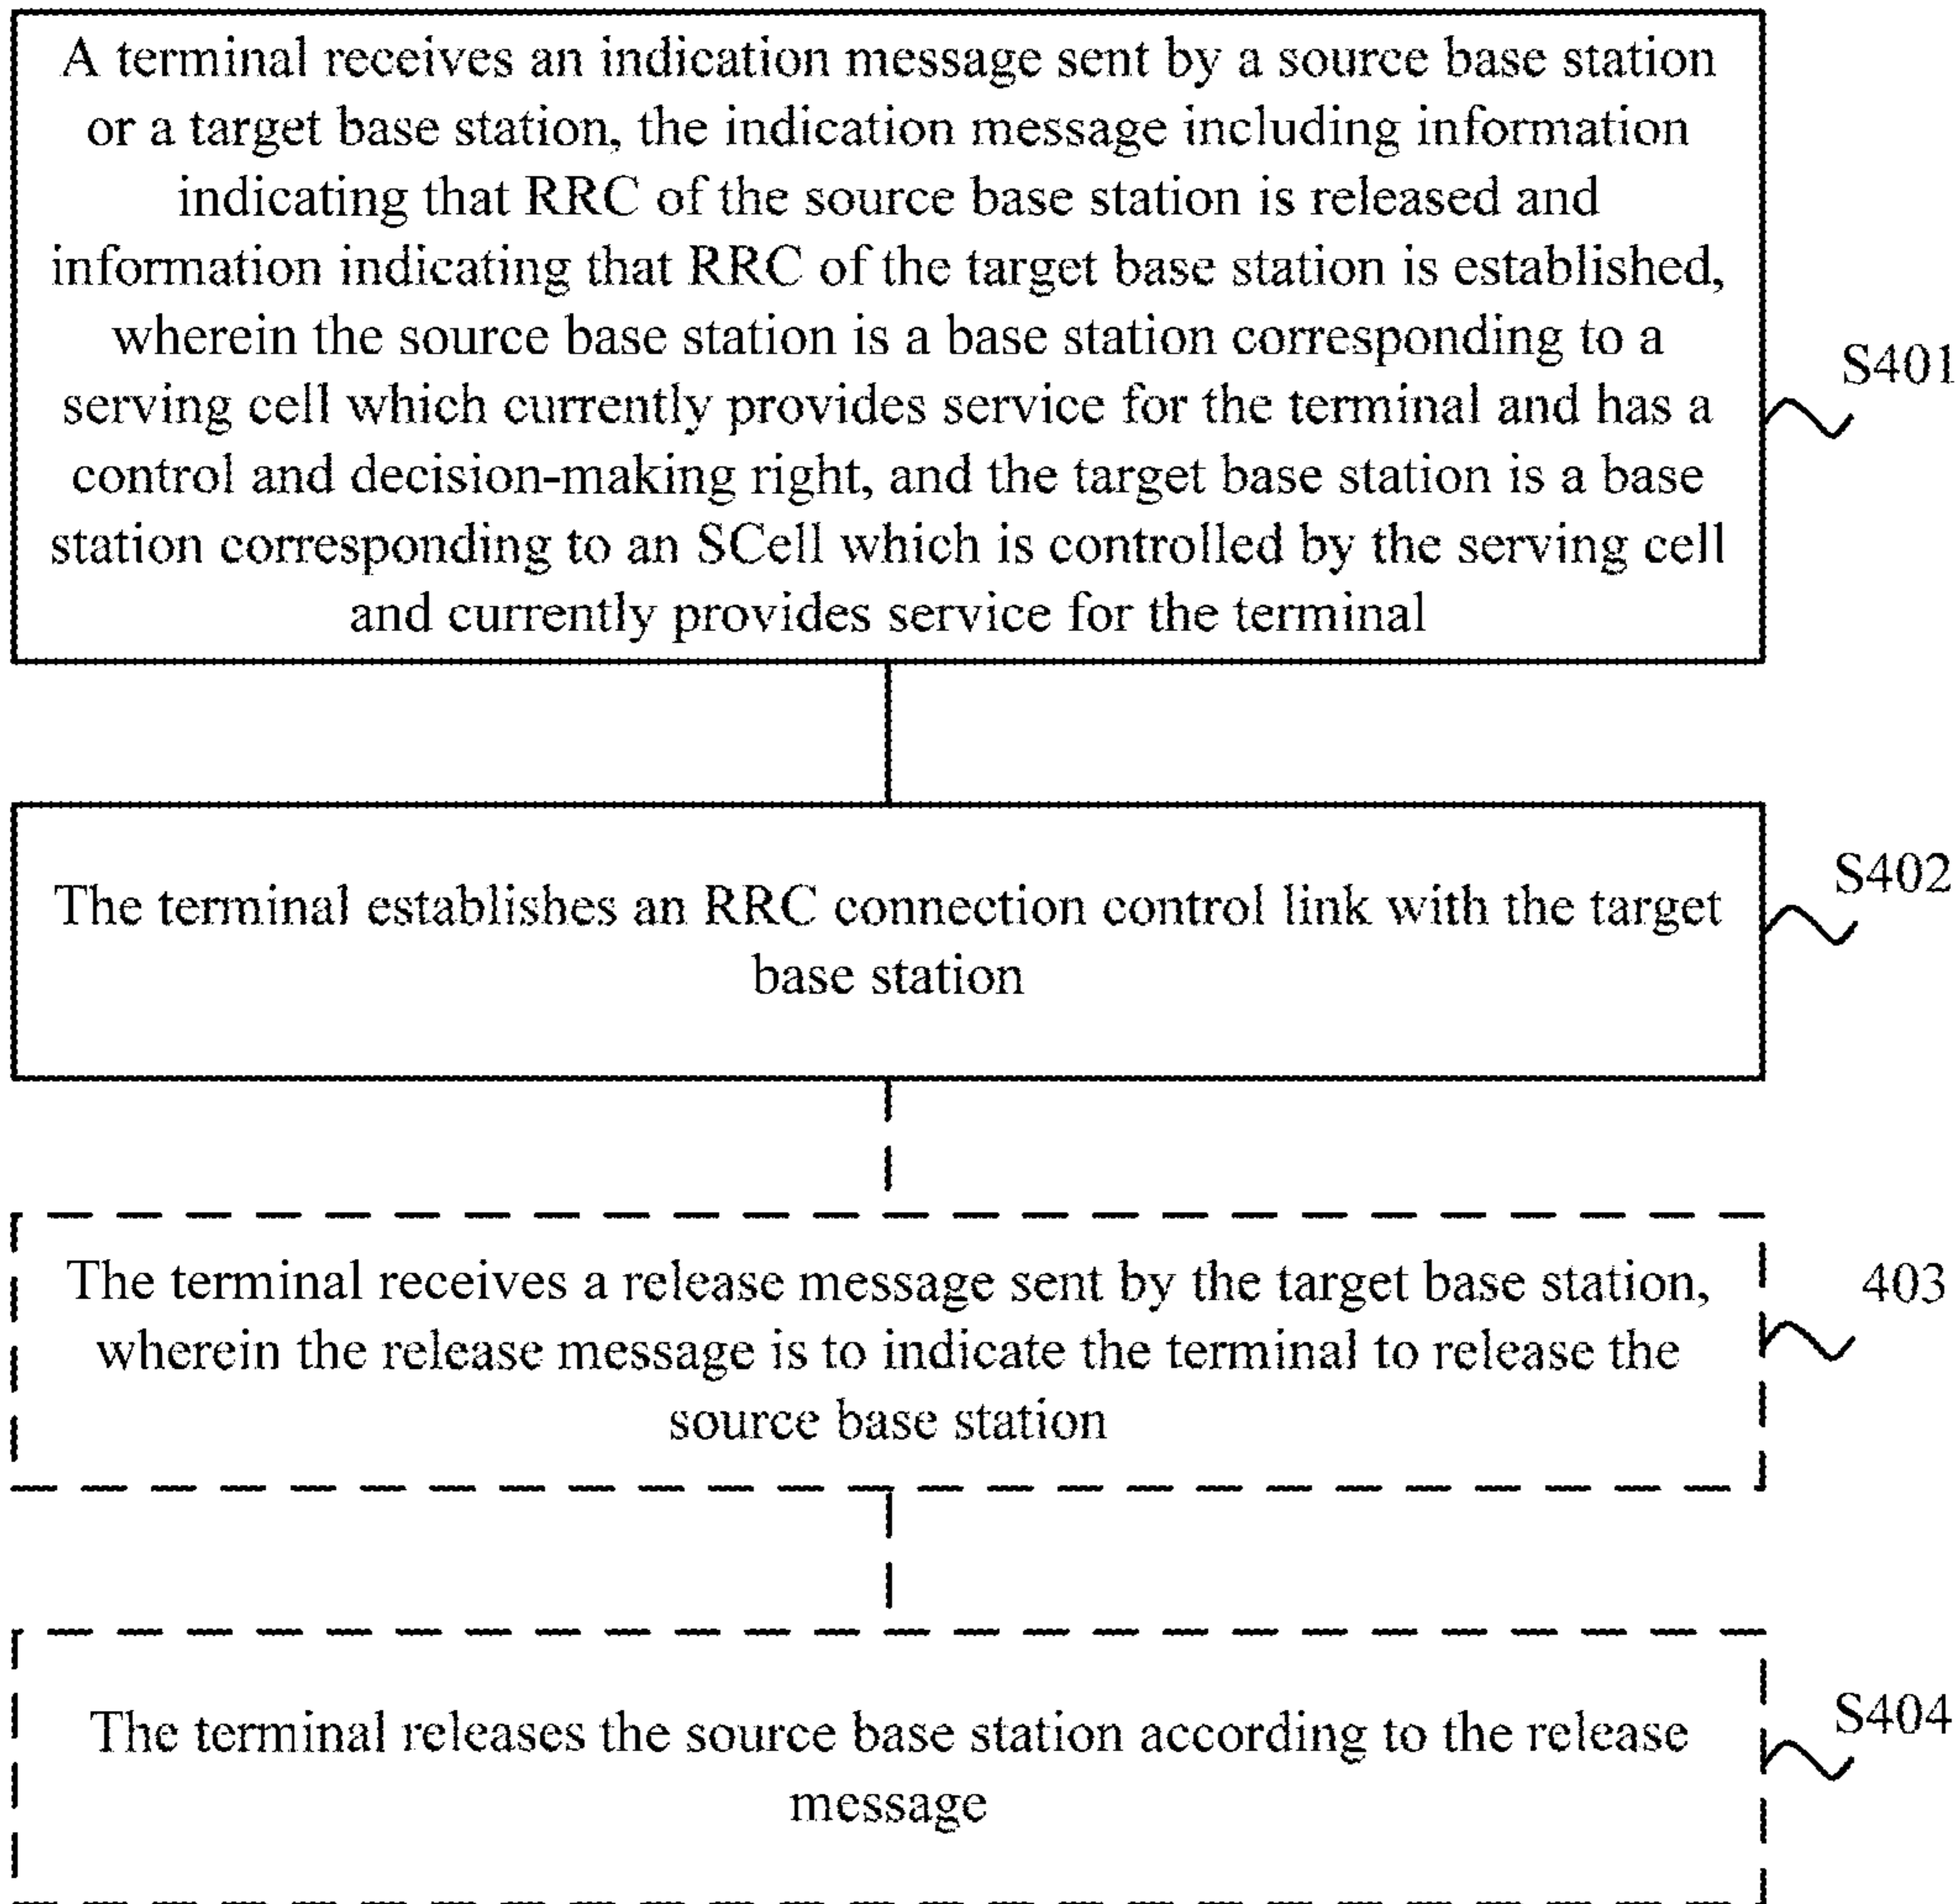 A terminal receives an indication message sent by a source base station
or a target base station, the indication message including information
indicating that RRC of the source base station is released and
information indicating that RRC of the target base station is established,
wherein the source base station is a base station corresponding to a
serving cell which currently provides service for the terminal and has a
control and decision-making right, and the target base station is a base
station corresponding to an SCell which is controlled by the serving cell
and currently provides service for the terminal
S401
The terminal establishes an RRC connection control link with the target
base station
S402
The terminal receives a release message sent by the target base station,
wherein the release message is to indicate the terminal to release the
source base station
403
The terminal releases the source base station according to the release
message
S404